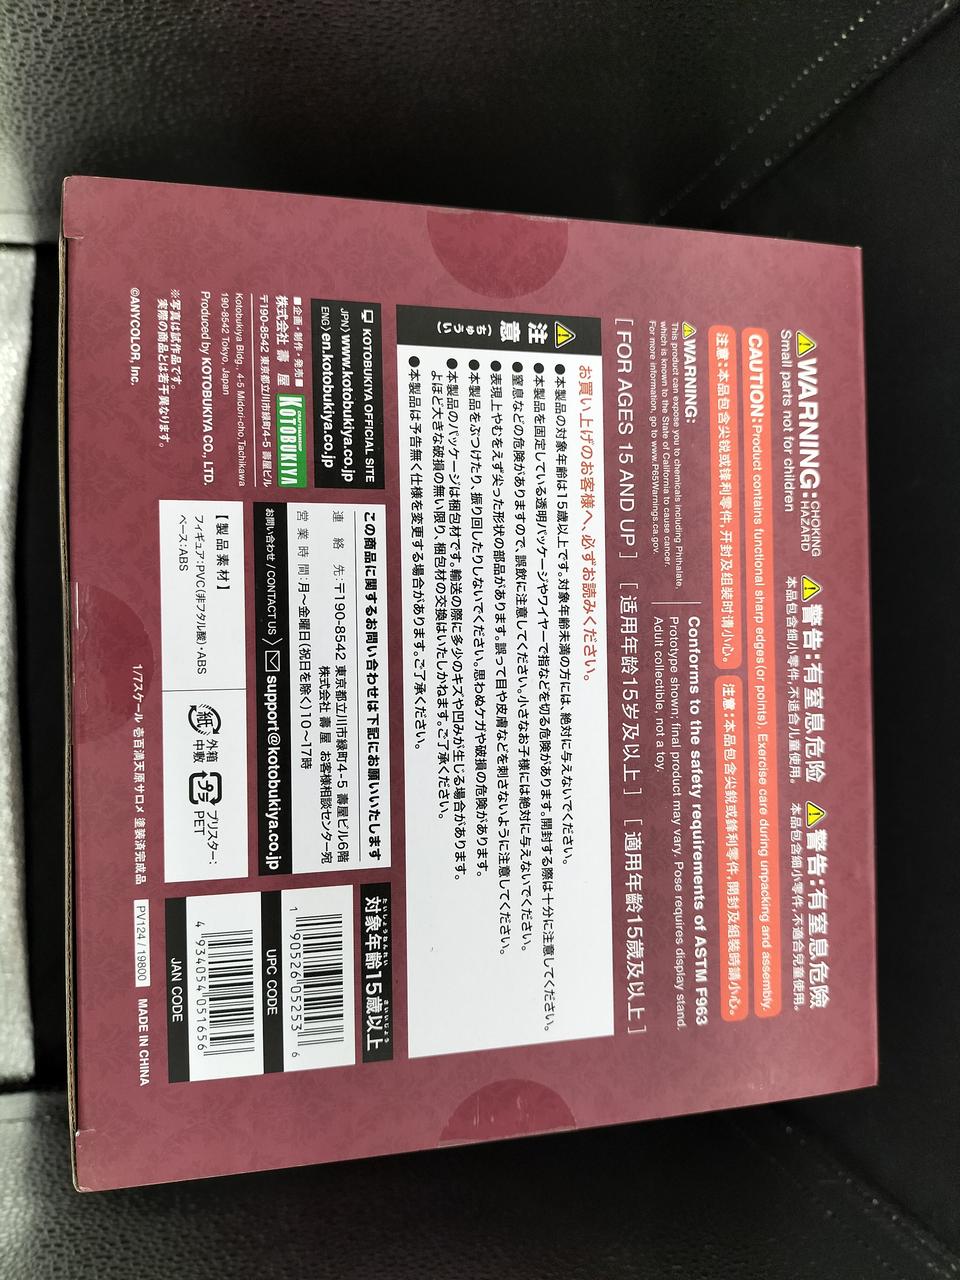 ⚠WARNING: CHOKING HAZARD
Small parts not for children
⚠警告:有窒息危险
本品包含细小零件,不适合儿童使用。
⚠警告:有窒息危險
本品包含細小零件,不適合兒童使用。
CAUTION:Product contains functional sharp edges(or points). Exercise care during unpacking and assembly.
注意:本品包含尖锐或锋利零件,开封及组装时请小心。
注意:本品包含尖銳或鋒利零件,開封及組裝時請小心。
⚠WARNING:
This product can expose you to chemicals including Phthalate,
which is known to the State of California to cause cancer.
For more information, go to www.P65Warnings.ca.gov.
Conforms to the safety requirements of ASTM F963
Prototype shown; final product may vary. Pose requires display stand.
Adult collectible, not a toy.
[ FOR AGES 15 AND UP ] [ 适用年龄15岁及以上 ] [ 適用年齡15歲及以上 ]
⚠注意
(ちゅうい)
お買い上げのお客様へ、必ずお読みください。
●本製品の対象年齢は15歳以上です。対象年齢未満の方には、絶対に与えないでください。
●本製品を固定している透明パッケージやワイヤーで指などを切る危険があります。開封する際は十分に注意してください。
●窒息などの危険がありますので、誤飲に注意してください。小さなお子様には絶対に与えないでください。
●表現上やむをえず尖った形状の部品があります。誤って目や皮膚などを刺さないように注意してください。
●本製品をぶつけたり、振り回したりしないでください。思わぬケガや破損の危険があります。
●本製品のパッケージは梱包材です。輸送の際に多少のキズや凹みが生じる場合があります。
よほど大きな破損の無い限り、梱包材の交換はいたしかねます。ご了承ください。
●本製品は予告無く仕様を変更する場合があります。ご了承ください。
KOTOBUKIYA OFFICIAL SITE
JPN〉www.kotobukiya.co.jp
ENG〉en.kotobukiya.co.jp
■企画・制作・発売■
株式会社 壽 屋
CRAFTSMANSHIP
KOTOBUKIYA
〒190-8542 東京都立川市緑町4-5 壽屋ビル
Kotobukiya Bldg., 4-5 Midori-cho,Tachikawa
190-8542 Tokyo, Japan
Produced by KOTOBUKIYA CO., LTD.
※写真は試作品です。
実際の商品とは若干異なります。
©ANYCOLOR, Inc.
この商品に関するお問い合わせは下記にお願いいたします
連 絡 先:〒190-8542 東京都立川市緑町4-5 壽屋ビル6階
株式会社 壽 屋 お客様相談センター宛
営 業 時 間:月～金曜日(祝日を除く)10～17時
お問い合わせ / CONTACT US 〉 support@kotobukiya.co.jp
【 製 品 素 材 】
フィギュア:PVC(非フタル酸)・ABS
ベース:ABS
紙
外箱
中敷
PET
ブリスター:
1/7スケール 壱百満天原サロメ 塗装済完成品
PV124 / 19800
MADE IN CHINA
たいしょうねんれい さいいじょう
対象年齢15歳以上
1 90526 05253 6
UPC CODE
4 934054 051656
JAN CODE